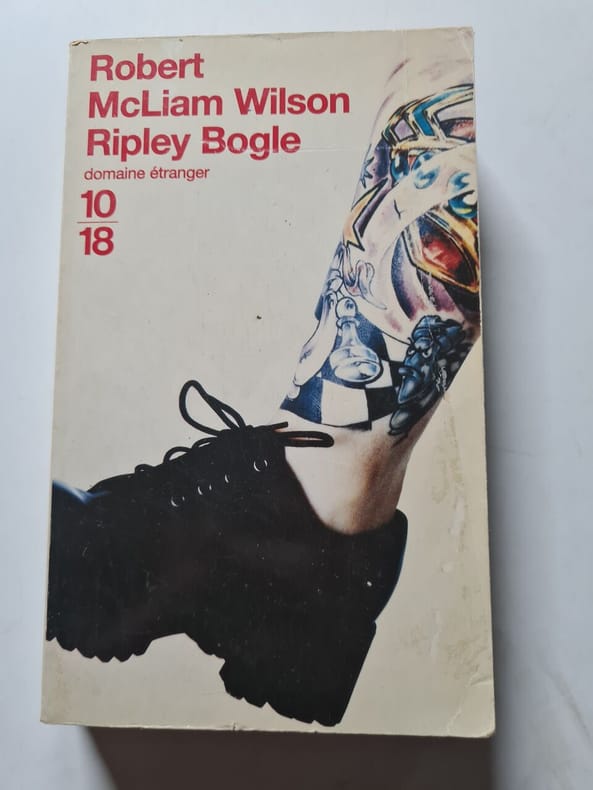 Robert
McLiam Wilson
Ripley Bogle
domaine étranger
10
18